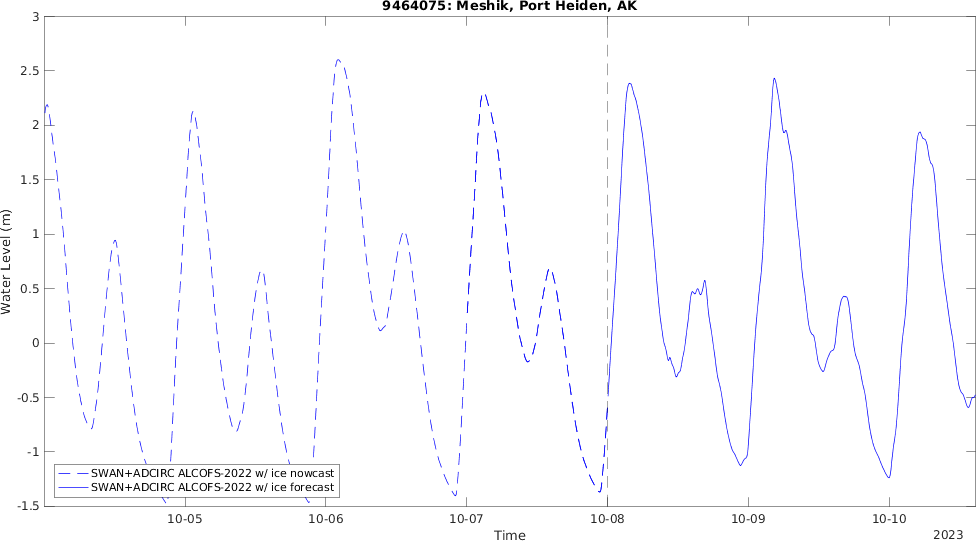 9464075: Meshik, Port Heiden, AK
3
2.5
2
1.5
1
0.5
0
-0.5
-1
-1.5
Water Level (m)
SWAN+ADCIRC ALCOFS-2022 w/ ice nowcast
SWAN+ADCIRC ALCOFS-2022 w/ ice forecast
10-05 10-06 10-07 10-08 10-09 10-10
Time
2023